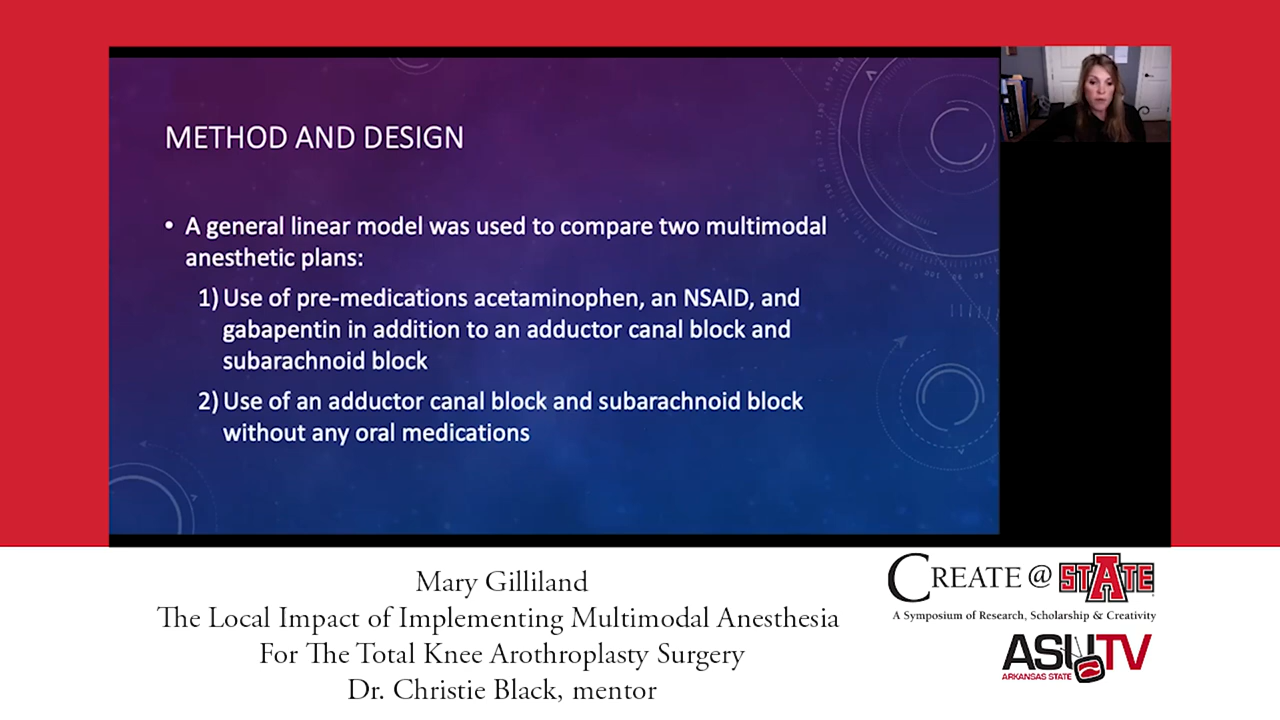 METHOD AND DESIGN
• A general linear model was used to compare two multimodal
anesthetic plans:
1) Use of pre-medications acetaminophen, an NSAID, and
gabapentin in addition to an adductor canal block and
subarachnoid block
2) Use of an adductor canal block and subarachnoid block
without any oral medications
Mary Gilliland
The Local Impact of Implementing Multimodal Anesthesia
For The Total Knee Arothroplasty Surgery
Dr. Christie Black, mentor
CREATE @ STATE
A Symposium of Research, Scholarship & Creativity
ASUTV
ARKANSAS STATE